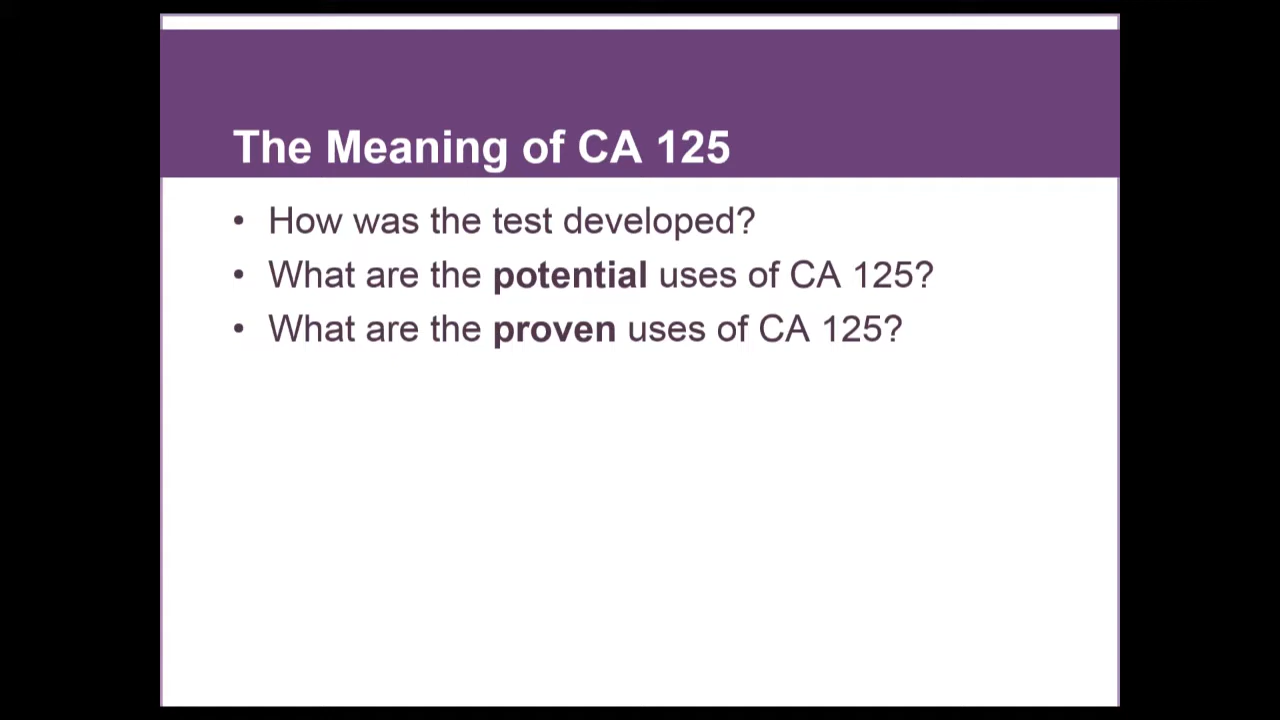 The Meaning of CA 125
• How was the test developed?
• What are the potential uses of CA 125?
• What are the proven uses of CA 125?